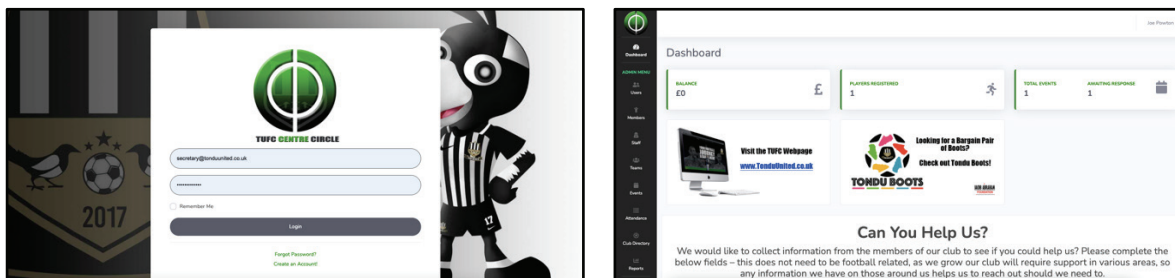 2017
TUFC CENTRE CIRCLE
secretary@tonduunited.co.uk
Remember Me
Login
Forgot Password?
Create an Account!
17
Dashboard
ADMIN MENU
Users
Members
Staff
Teams
Events
Attendance
Club Directory
Reports
Dashboard
BALANCE
£0
£
PLAYERS REGISTERED
1
TOTAL EVENTS
1
AWAITING RESPONSE
1
Visit the TUFC Webpage
www.TonduUnited.co.uk
TONDU BOOTS
Looking for a Bargain Pair
of Boots?
Check out Tondu Boots!
Can You Help Us?
We would like to collect information from the members of our club to see if you could help us? Please complete the
below fields – this does not need to be football related, as we grow our club will require support in various areas, so
any information we have on those around us helps us to reach out should we need to.